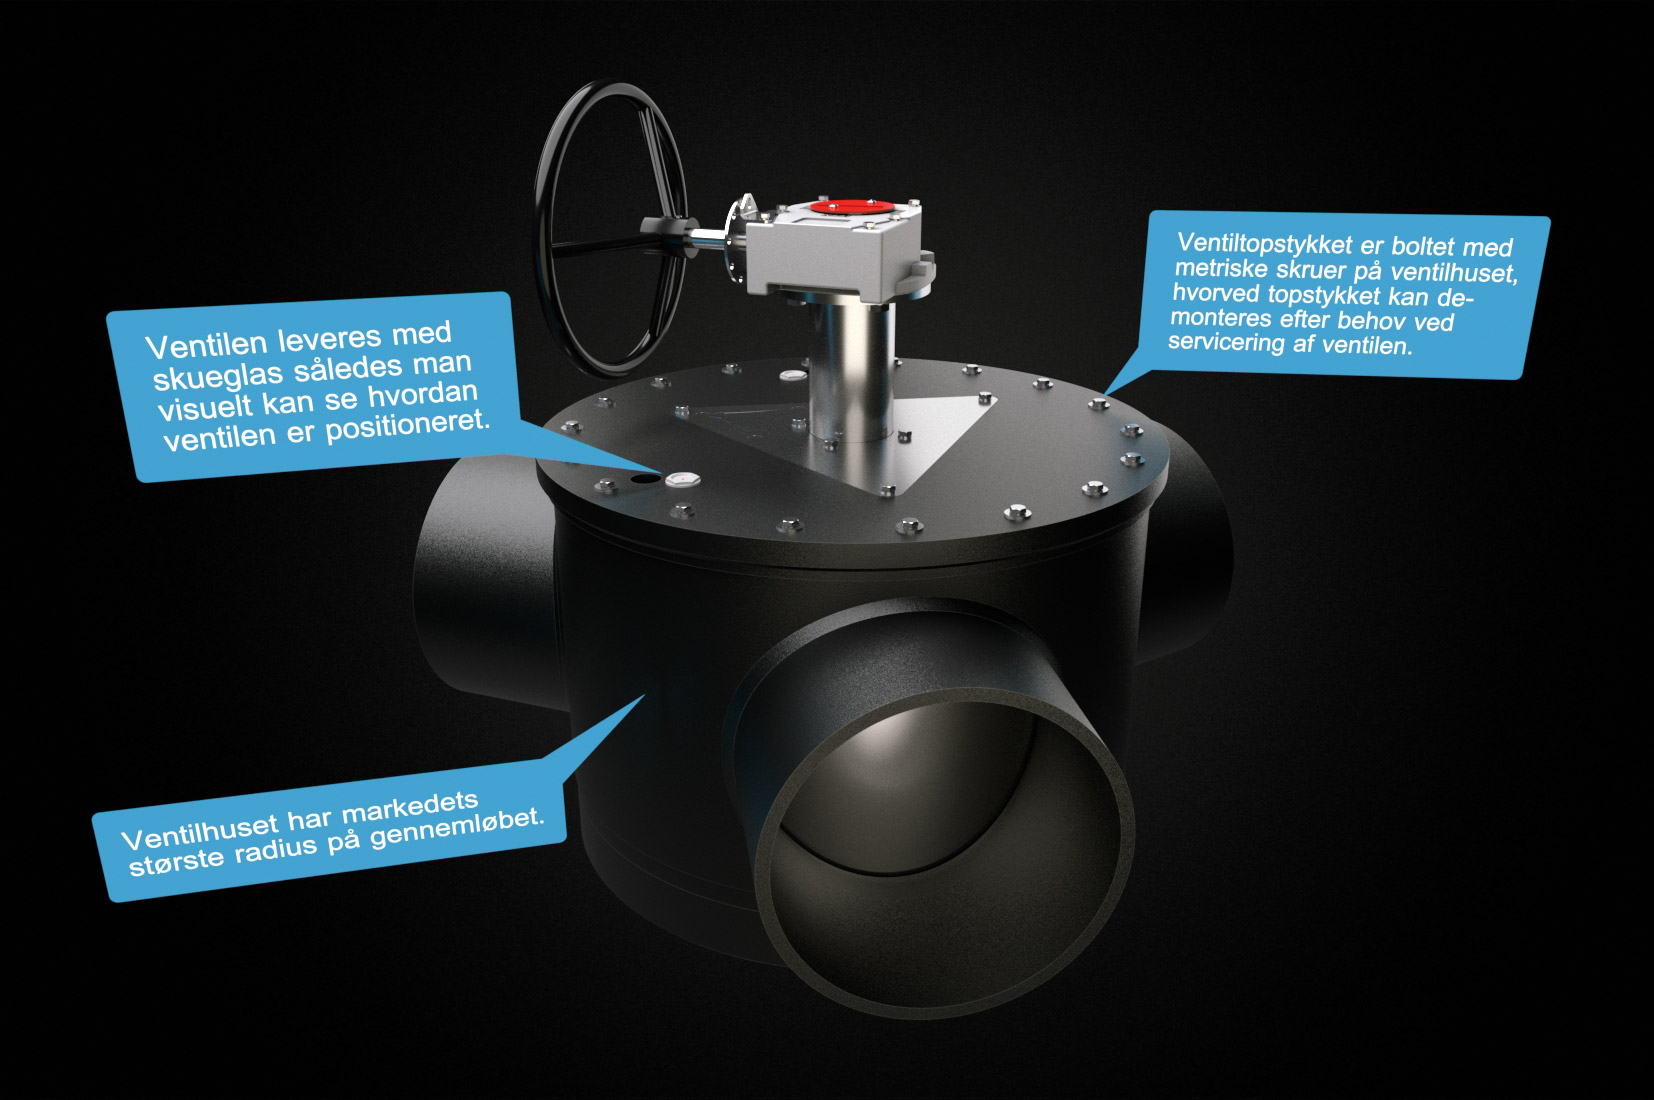 Ventiltopstykket er boltet med
metriske skruer på ventilhuset,
hvorved topstykket kan de-
monteres efter behov ved
servicering af ventilen.
Ventilen leveres med
skueglas således man
visuelt kan se hvordan
ventilen er positioneret.
Ventilhuset har markedets
største radius på gennemløbet.